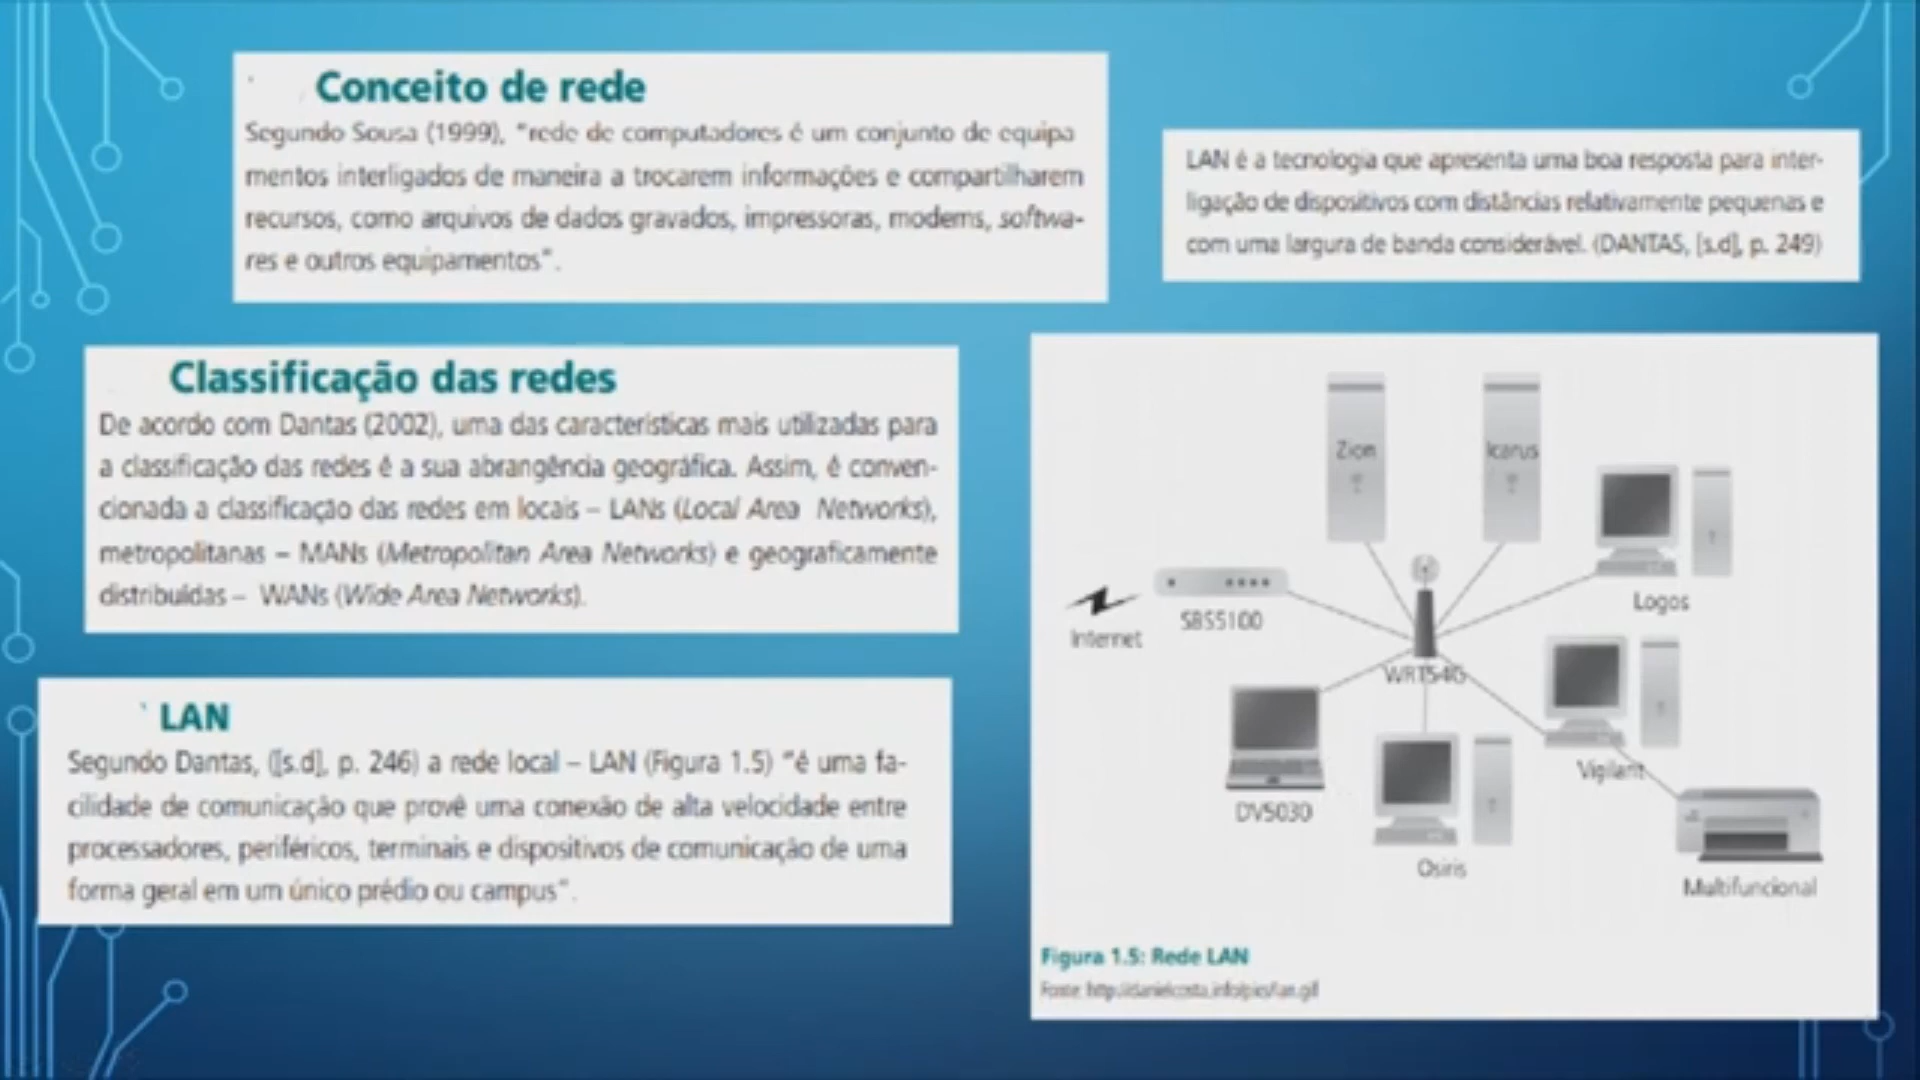 Conceito de rede
Segundo Sousa (1999), "rede de computadores é um conjunto de equipa
mentos interligados de maneira a trocarem informações e compartilharem
recursos, como arquivos de dados gravados, impressoras, modems, softwa-
res e outros equipamentos".
LAN é a tecnologia que apresenta uma boa resposta para inter-
ligação de dispositivos com distâncias relativamente pequenas e
com uma largura de banda considerável. (DANTAS, [s.d], p. 249)
Classificação das redes
De acordo com Dantas (2002), uma das características mais utilizadas para
a classificação das redes é a sua abrangência geográfica. Assim, é conven-
cionada a classificação das redes em locais – LANs (Local Area Networks),
metropolitanas – MANs (Metropolitan Area Networks) e geograficamente
distribuídas – WANs (Wide Area Networks).
LAN
Segundo Dantas, ([s.d], p. 246) a rede local – LAN (Figura 1.5) "é uma fa-
cilidade de comunicação que provê uma conexão de alta velocidade entre
processadores, periféricos, terminais e dispositivos de comunicação de uma
forma geral em um único prédio ou campus".
Zion
Icarus
Logos
SB5100
Internet
WRT54G
Vigilant
DV5030
Osiris
Multifuncional
Figura 1.5: Rede LAN
Fonte: http://danielcosta.info/pics/lan.gif